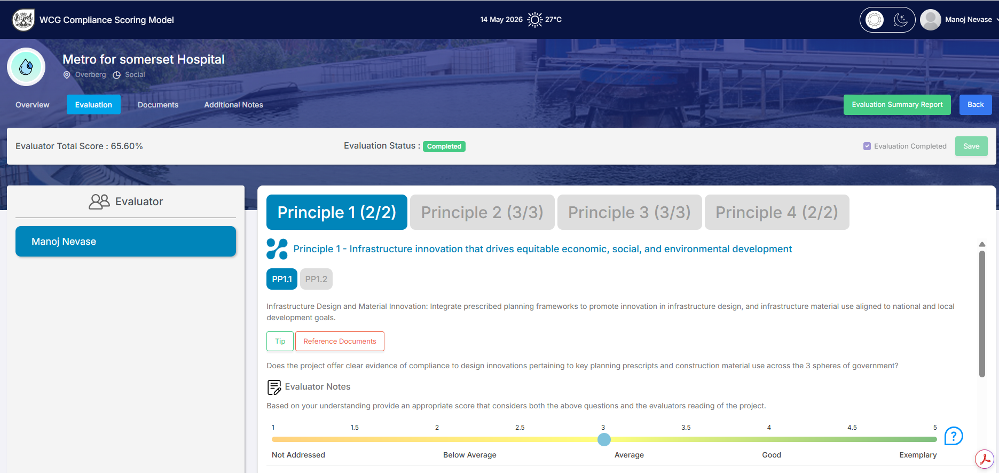 WCG Compliance Scoring Model
14 May 2026 27°C
Manoj Nevase
Metro for somerset Hospital
Overberg Social
Overview Evaluation Documents Additional Notes
Evaluation Summary Report Back
Evaluator Total Score : 65.60%
Evaluation Status : Completed
Evaluation Completed Save
Evaluator
Manoj Nevase
Principle 1 (2/2) Principle 2 (3/3) Principle 3 (3/3) Principle 4 (2/2)
Principle 1 - Infrastructure innovation that drives equitable economic, social, and environmental development
PP1.1 PP1.2
Infrastructure Design and Material Innovation: Integrate prescribed planning frameworks to promote innovation in infrastructure design, and infrastructure material use aligned to national and local
development goals.
Tip Reference Documents
Does the project offer clear evidence of compliance to design innovations pertaining to key planning prescripts and construction material use across the 3 spheres of government?
Evaluator Notes
Based on your understanding provide an appropriate score that considers both the above questions and the evaluators reading of the project.
1 1.5 2 2.5 3 3.5 4 4.5 5
?
Not Addressed Below Average Average Good Exemplary